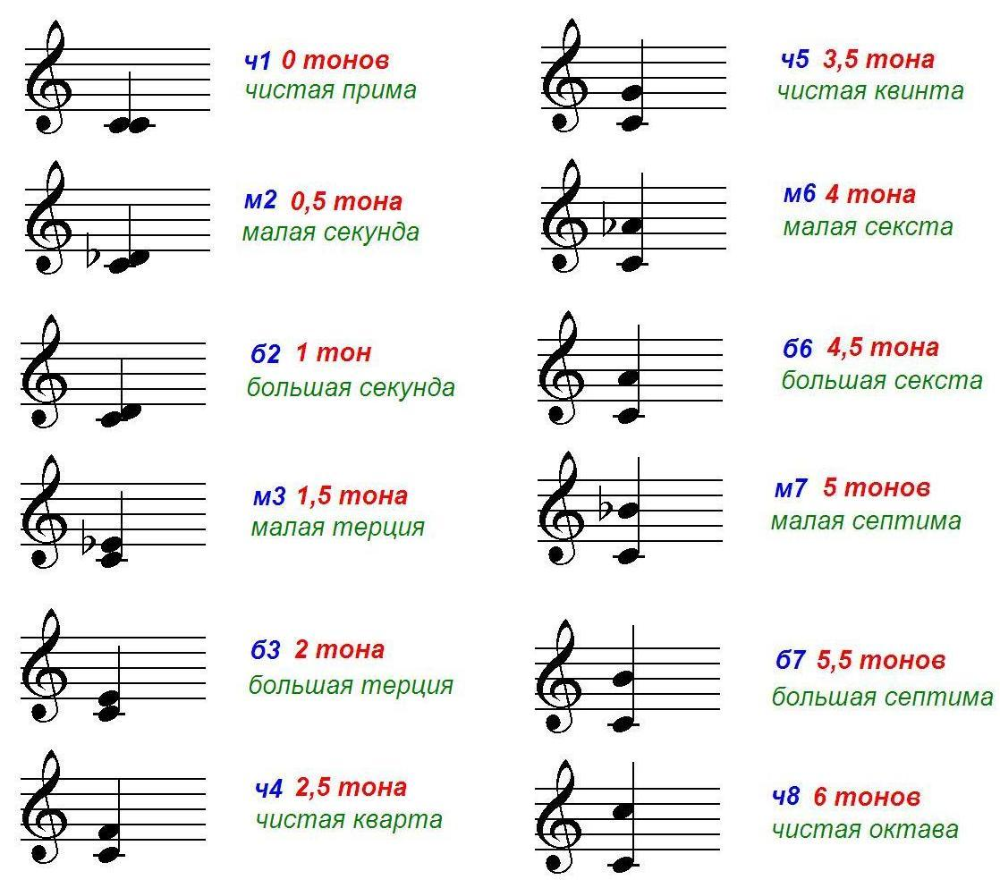 ч1 0 тонов
чистая прима
м2 0,5 тона
малая секунда
б2 1 тон
большая секунда
м3 1,5 тона
малая терция
б3 2 тона
большая терция
ч4 2,5 тона
чистая кварта
ч5 3,5 тона
чистая квинта
м6 4 тона
малая секста
б6 4,5 тона
большая секста
м7 5 тонов
малая септима
б7 5,5 тонов
большая септима
ч8 6 тонов
чистая октава